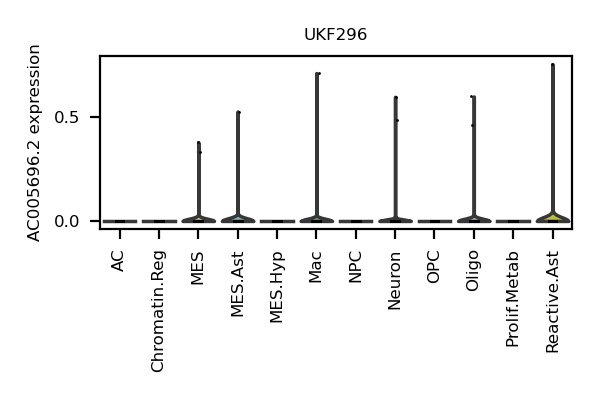 UKF296
AC005696.2 expression
0.5
0.0
AC
Chromatin.Reg
MES
MES.Ast
MES.Hyp
Mac
NPC
Neuron
OPC
Oligo
Prolif.Metab
Reactive.Ast